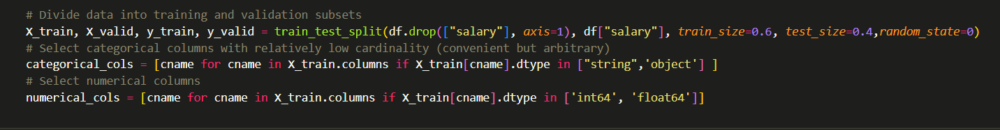 # Divide data into training and validation subsets
X_train, X_valid, y_train, y_valid = train_test_split(df.drop(["salary"], axis=1), df["salary"], train_size=0.6, test_size=0.4,random_state=0)
# Select categorical columns with relatively low cardinality (convenient but arbitrary)
categorical_cols = [cname for cname in X_train.columns if X_train[cname].dtype in ["string",'object'] ]
# Select numerical columns
numerical_cols = [cname for cname in X_train.columns if X_train[cname].dtype in ['int64', 'float64']]